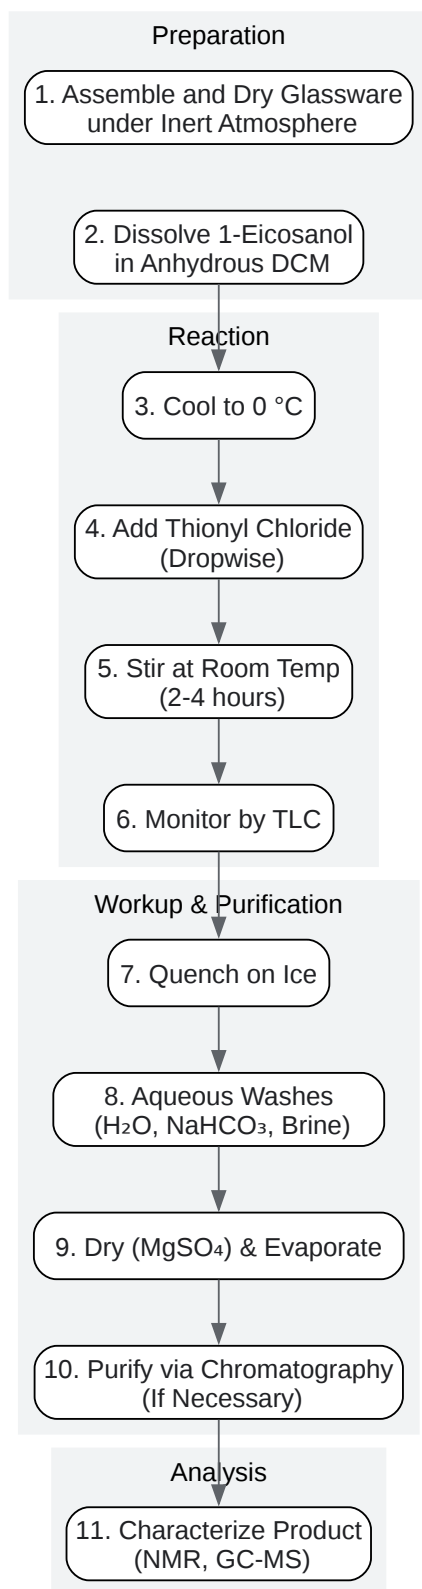 Preparation
1. Assemble and Dry Glassware
under Inert Atmosphere
2. Dissolve 1-Eicosanol
in Anhydrous DCM
Reaction
3. Cool to 0 °C
4. Add Thionyl Chloride
(Dropwise)
5. Stir at Room Temp
(2-4 hours)
6. Monitor by TLC
Workup & Purification
7. Quench on Ice
8. Aqueous Washes
(H₂O, NaHCO₃, Brine)
9. Dry (MgSO₄) & Evaporate
10. Purify via Chromatography
(If Necessary)
Analysis
11. Characterize Product
(NMR, GC-MS)